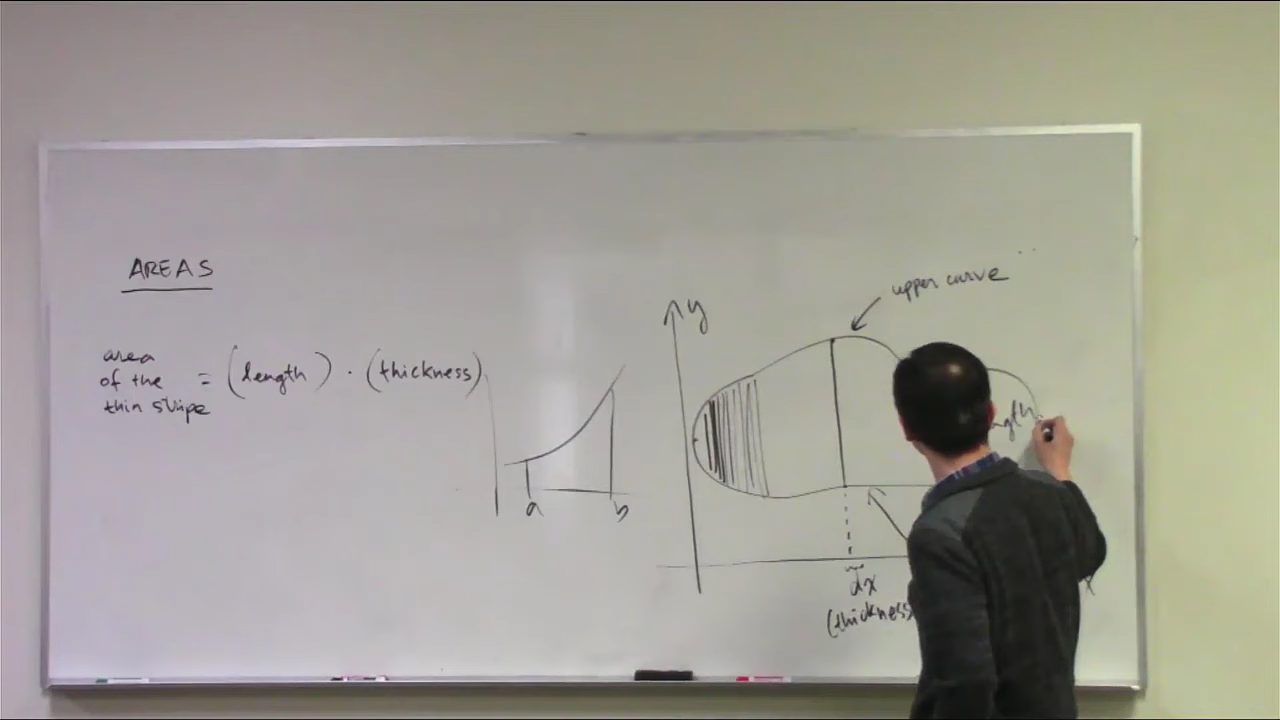 AREAS
area
of the = (length) · (thickness)
thin stripe
a
b
y
upper curve
dx
(thickness
x